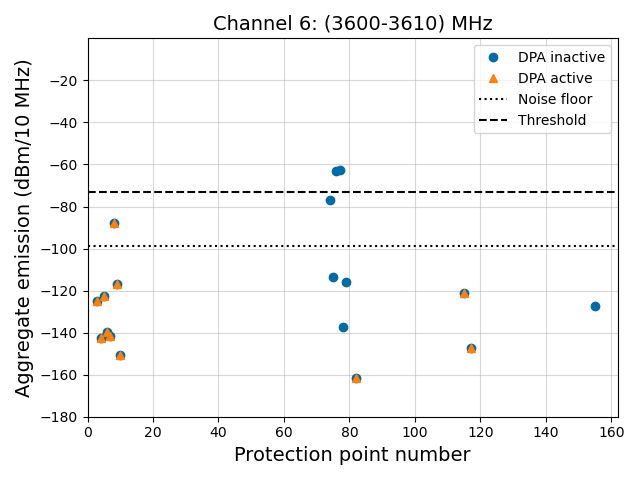 Channel 6: (3600-3610) MHz
DPA inactive
DPA active
Noise floor
Threshold
Aggregate emission (dBm/10 MHz)
−20
−40
−60
−80
−100
−120
−140
−160
−180
0 20 40 60 80 100 120 140 160
Protection point number